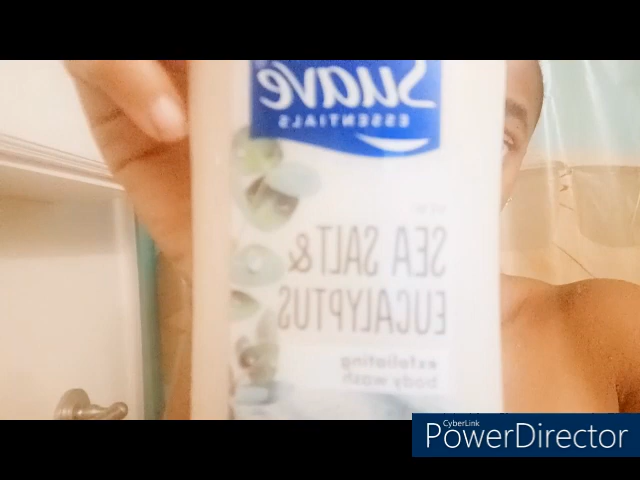 Suave
ESSENTIALS
SEA SALT &
EUCALYPTUS
exfoliating
body wash
CyberLink
PowerDirector